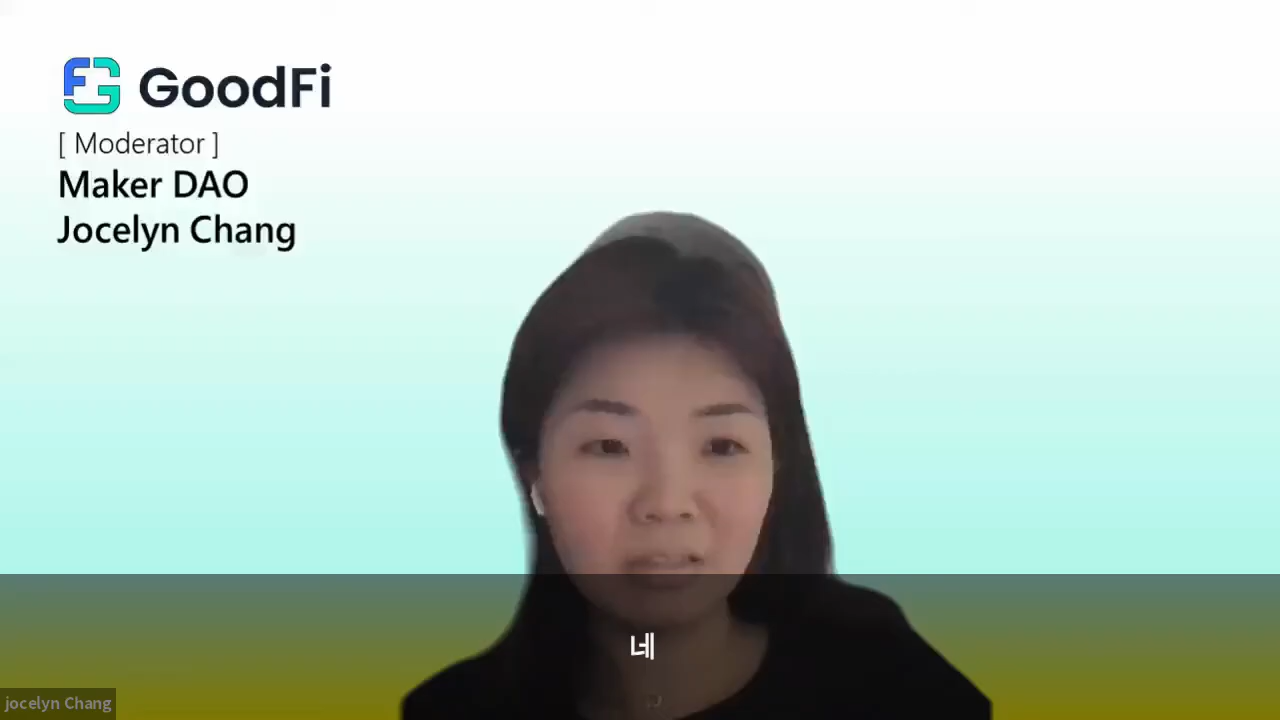 GoodFi
[ Moderator ]
Maker DAO
Jocelyn Chang
네
jocelyn Chang